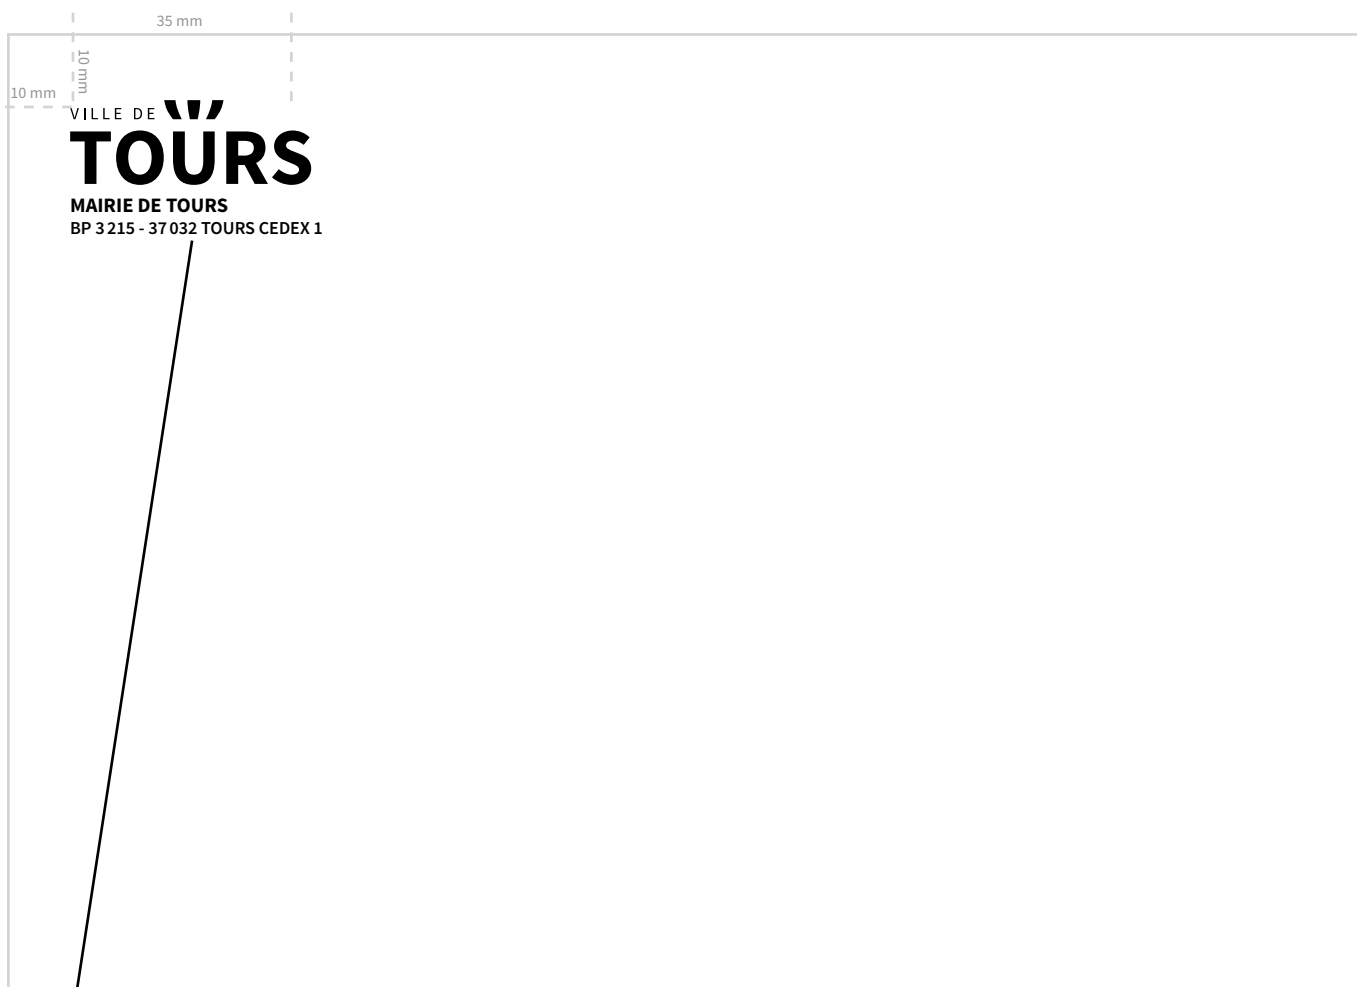 35 mm
10 mm
10 mm
VILLE DE
TOURS
MAIRIE DE TOURS
BP 3 215 - 37 032 TOURS CEDEX 1